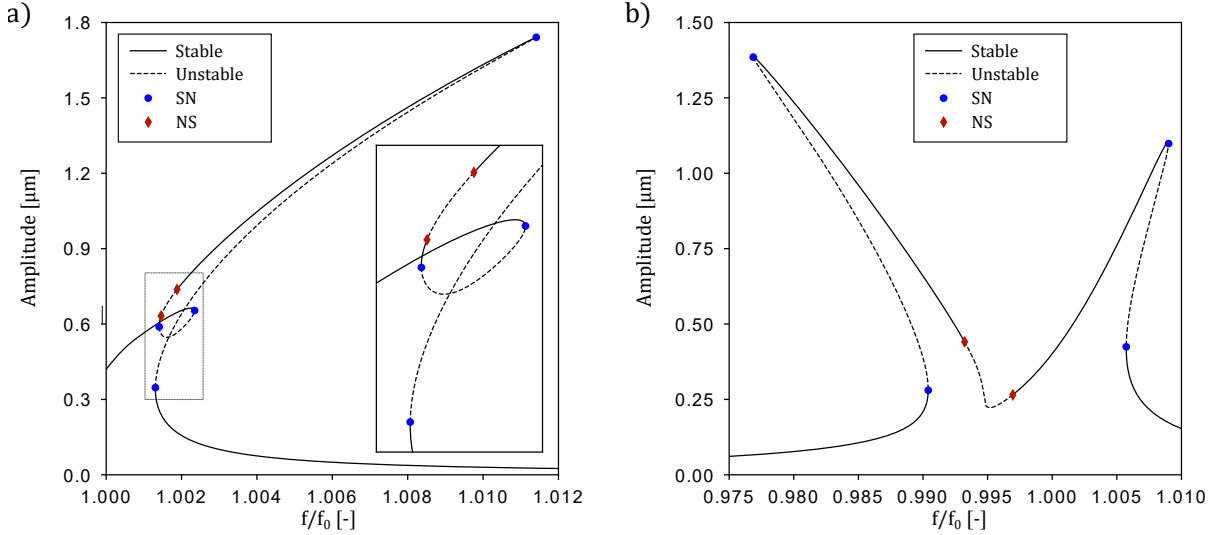 a)
Amplitude [μm]
1.8
1.5
1.2
0.9
0.6
0.3
0.0
Stable
Unstable
SN
NS
1.000
1.002
1.004
1.006
1.008
1.010
1.012
f/f0 [-]
b)
Amplitude [μm]
1.50
1.25
1.00
0.75
0.50
0.25
0.00
Stable
Unstable
SN
NS
0.975
0.980
0.985
0.990
0.995
1.000
1.005
1.010
f/f0 [-]